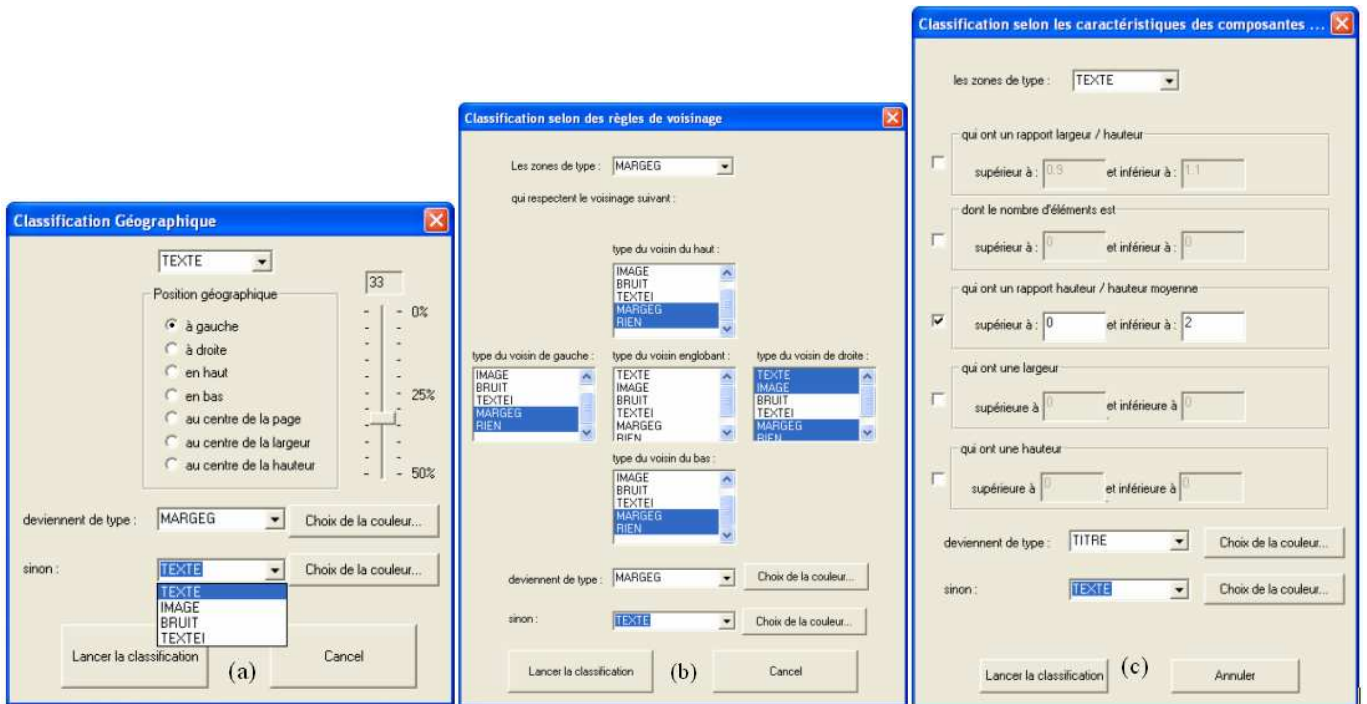 Classification Géographique
TEXTE
33
Position géographique
à gauche
à droite
en haut
en bas
au centre de la page
au centre de la largeur
au centre de la hauteur
0%
25%
50%
deviennent de type :
MARGEG
Choix de la couleur...
sinon :
TEXTE
Choix de la couleur...
TEXTE
IMAGE
BRUIT
TEXTEI
Lancer la classification
(a)
Cancel
Classification selon des règles de voisinage
Les zones de type :
MARGEG
qui respectent le voisinage suivant :
type du voisin du haut :
IMAGE
BRUIT
TEXTEI
MARGEG
RIEN
type du voisin de gauche :
IMAGE
BRUIT
TEXTEI
MARGEG
RIEN
type du voisin englobant :
TEXTE
IMAGE
BRUIT
TEXTEI
MARGEG
RIEN
type du voisin de droite :
TEXTE
IMAGE
BRUIT
TEXTEI
MARGEG
RIEN
type du voisin du bas :
IMAGE
BRUIT
TEXTEI
MARGEG
RIEN
deviennent de type :
MARGEG
Choix de la couleur...
sinon :
TEXTE
Choix de la couleur...
Lancer la classification
(b)
Cancel
Classification selon les caractéristiques des composantes ...
les zones de type :
TEXTE
qui ont un rapport largeur / hauteur
supérieur à : 0.9 et inférieur à : 1.1
dont le nombre d'éléments est
supérieur à : 0 et inférieur à : 0
qui ont un rapport hauteur / hauteur moyenne
supérieur à : 0 et inférieur à : 2
qui ont une largeur
supérieure à 0 et inférieure à 0
qui ont une hauteur
supérieure à 0 et inférieure à 0
deviennent de type :
TITRE
Choix de la couleur...
sinon :
TEXTE
Choix de la couleur...
Lancer la classification
(c)
Annuler